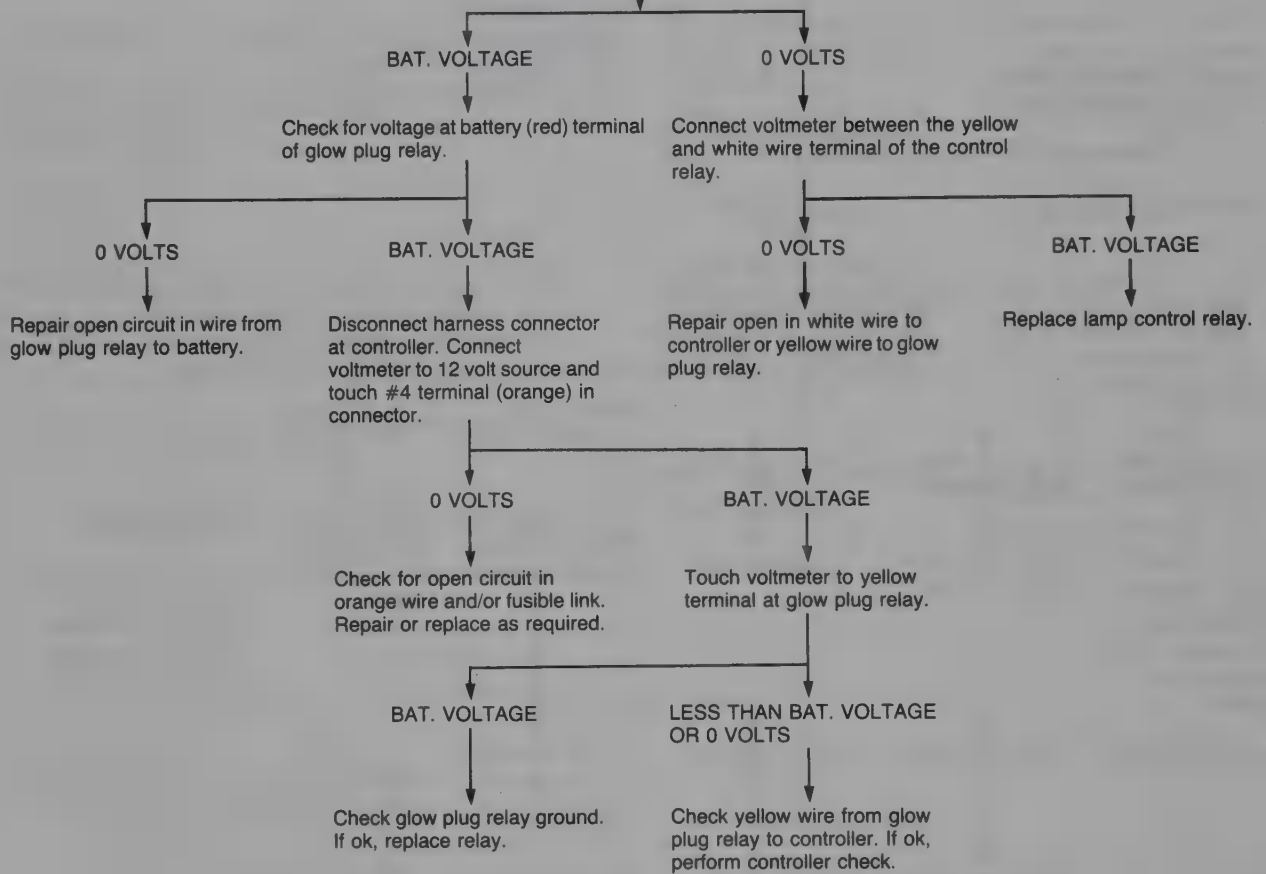 BAT. VOLTAGE
0 VOLTS
Check for voltage at battery (red) terminal
of glow plug relay.
Connect voltmeter between the yellow
and white wire terminal of the control
relay.
0 VOLTS
BAT. VOLTAGE
0 VOLTS
BAT. VOLTAGE
Repair open circuit in wire from
glow plug relay to battery.
Disconnect harness connector
at controller. Connect
voltmeter to 12 volt source and
touch #4 terminal (orange) in
connector.
Repair open in white wire to
controller or yellow wire to glow
plug relay.
Replace lamp control relay.
0 VOLTS
BAT. VOLTAGE
Check for open circuit in
orange wire and/or fusible link.
Repair or replace as required.
Touch voltmeter to yellow
terminal at glow plug relay.
BAT. VOLTAGE
LESS THAN BAT. VOLTAGE
OR 0 VOLTS
Check glow plug relay ground.
If ok, replace relay.
Check yellow wire from glow
plug relay to controller. If ok,
perform controller check.